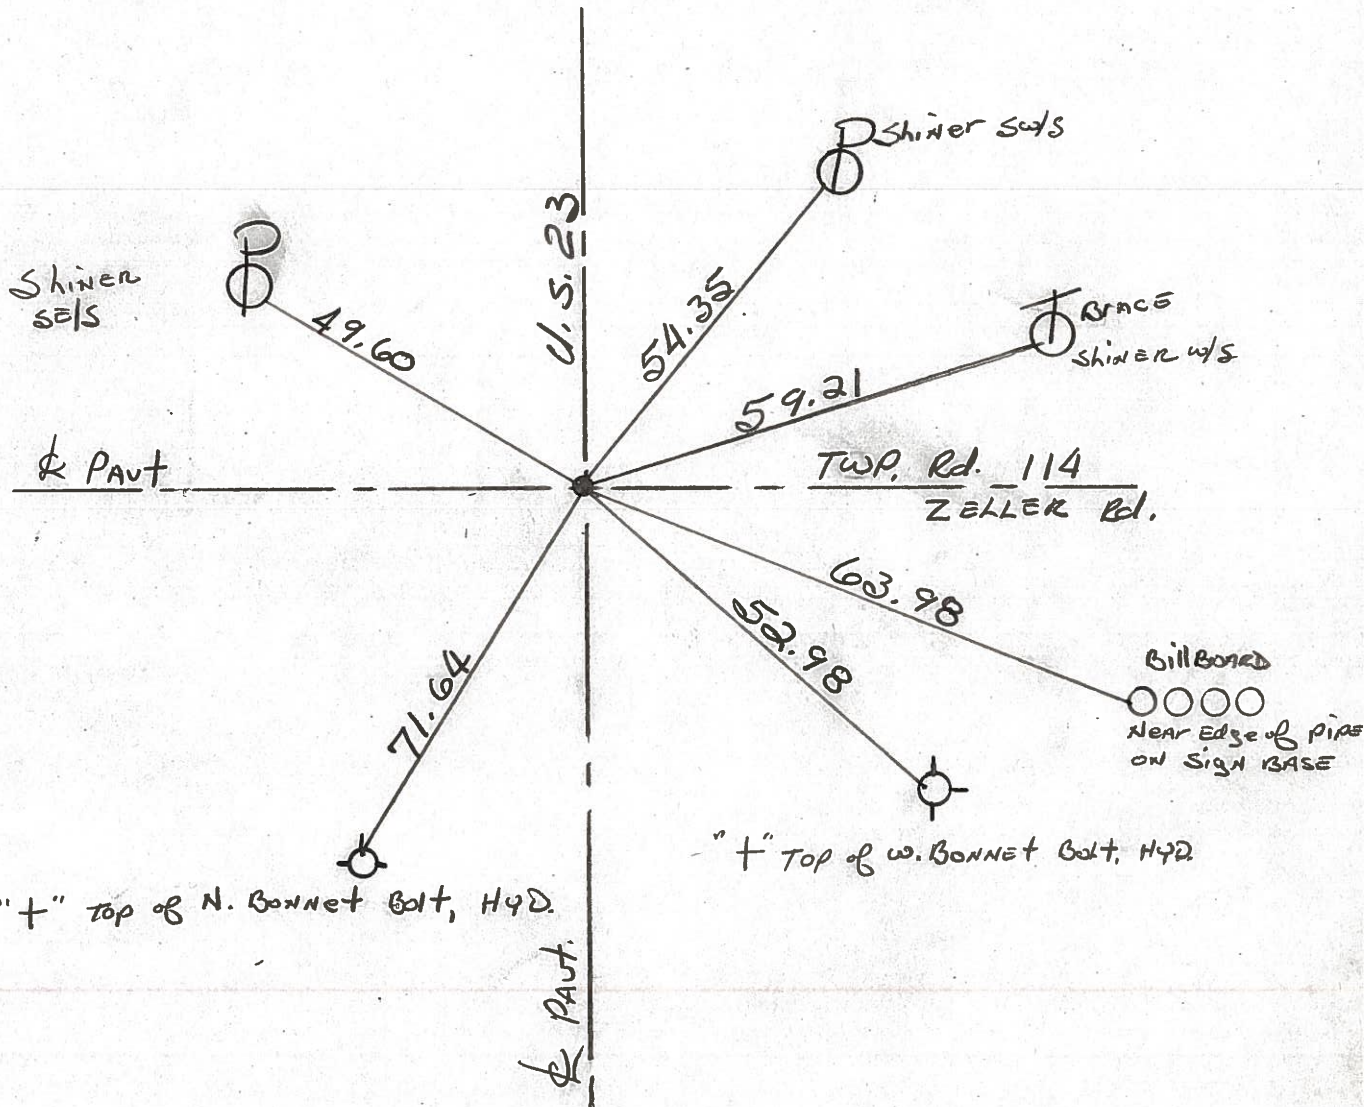 P Shiner SW/S
P
Shiner
SE/S
49.60
U.S. 23
54.35
Brace
Shiner W/S
59.21
℄ PAVt
TWP. Rd. 114
ZELLER Rd.
63.98
52.98
71.64
BillBOARD
Near Edge of PiPE
ON Sign BASE
"+" TOP of W. BONNEt Bolt, HYD.
"+" Top of N. BONNet Bolt, HYD.
℄ PAVt.